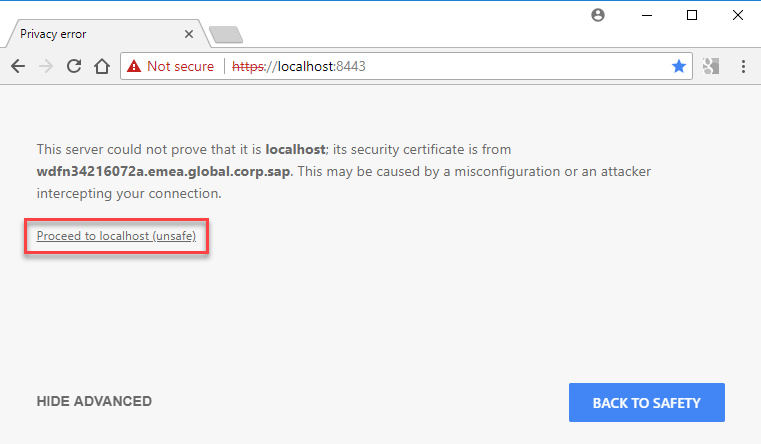 Privacy error
Not secure https://localhost:8443
This server could not prove that it is localhost; its security certificate is from
wdfn34216072a.emea.global.corp.sap. This may be caused by a misconfiguration or an attacker
intercepting your connection.
Proceed to localhost (unsafe)
HIDE ADVANCED
BACK TO SAFETY